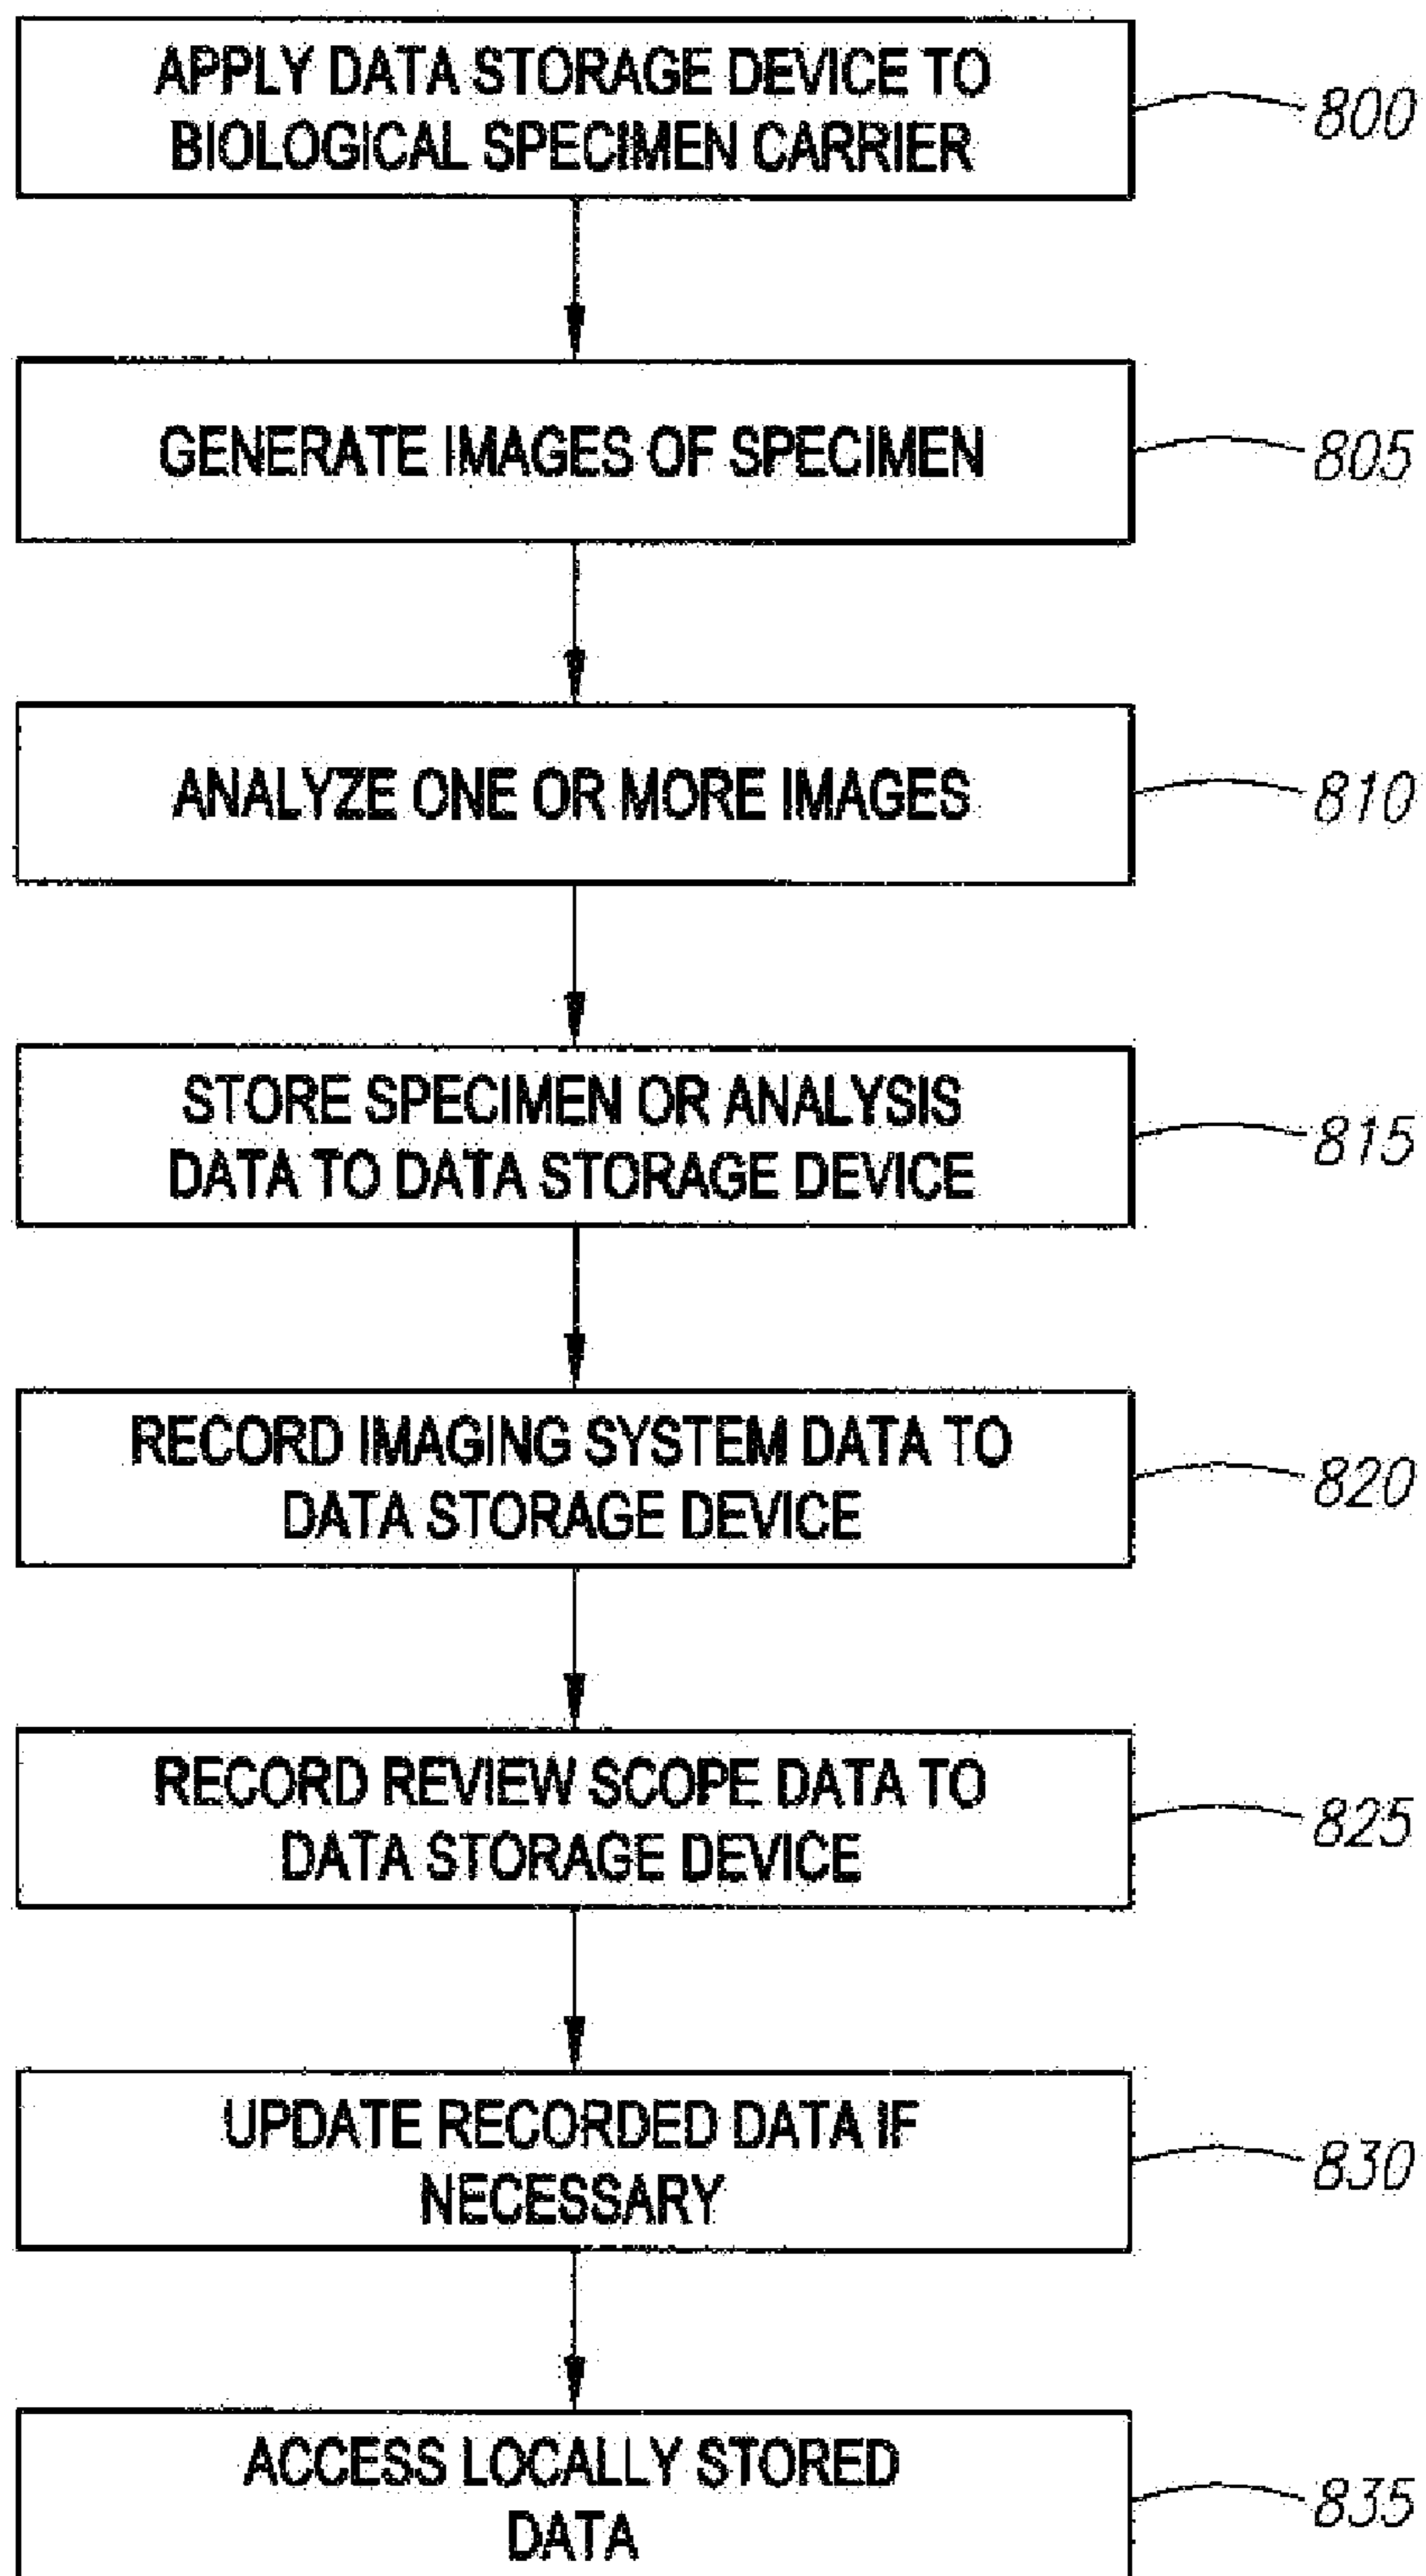 APPLY DATA STORAGE DEVICE TO
BIOLOGICAL SPECIMEN CARRIER
800
GENERATE IMAGES OF SPECIMEN
805
ANALYZE ONE OR MORE IMAGES
810
STORE SPECIMEN OR ANALYSIS
DATA TO DATA STORAGE DEVICE
815
RECORD IMAGING SYSTEM DATA TO
DATA STORAGE DEVICE
820
RECORD REVIEW SCOPE DATA TO
DATA STORAGE DEVICE
825
UPDATE RECORDED DATA IF
NECESSARY
830
ACCESS LOCALLY STORED
DATA
835